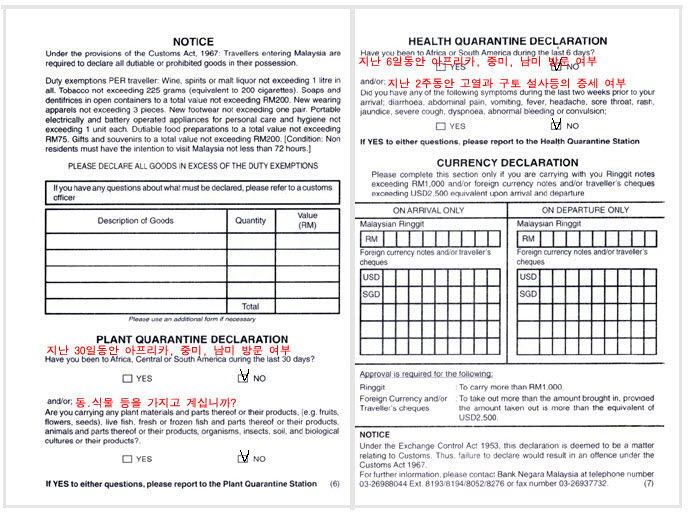 NOTICE
Under the provisions of the Customs Act, 1967: Travellers entering Malaysia are
required to declare all dutiable or prohibited goods in their possession.
Duty exemptions PER traveller: Wine, spirits or malt liquor not exceeding 1 litre in
all. Tobacco not exceeding 225 grams (equivalent to 200 cigarettes). Soaps and
dentifrices in open containers to a total value not exceeding RM200. New wearing
apparels not exceeding 3 pieces. New footwear not exceeding one pair. Portable
electrically and battery operated appliances for personal care and hygiene not
exceeding 1 unit each. Dutiable food preparations to a total value not exceeding
RM75. Gifts and souvenirs to a total value not exceeding RM200. [Condition: Non
residents must have the intention to visit Malaysia not less than 72 hours.]
PLEASE DECLARE ALL GOODS IN EXCESS OF THE DUTY EXEMPTIONS
If you have any questions about what must be declared, please refer to a customs
officer
Description of Goods Quantity Value
(RM)
Total
Please use an additional form if necessary
PLANT QUARANTINE DECLARATION
지난 30일동안 아프리카, 중미, 남미 방문 여부
Have you been to Africa, Central or South America during the last 30 days?
YES NO
and/or; 동.식물 등을 가지고 계십니까?
Are you carrying any plant materials and parts thereof or their products, (e.g. fruits,
flowers, seeds), live fish, fresh or frozen fish and parts thereof or their products,
animals and parts thereof or their products, organisms, insects, soil, and biological
cultures or their products?.
YES NO
If YES to either questions, please report to the Plant Quarantine Station (6)
HEALTH QUARANTINE DECLARATION
Have you been to Africa or South America during the last 6 days?
지난 6일동안 아프리카, 중미, 남미 방문 여부
YES NO
and/or; 지난 2주동안 고열과 구토 설사등의 증세 여부
Did you have any of the following symptoms during the last two weeks prior to your
arrival; diarrhoea, abdominal pain, vomiting, fever, headache, sore throat, rash,
jaundice, severe cough, dyspnoea, abnormal bleeding or convulsion;
YES NO
If YES to either questions, please report to the Health Quarantine Station
CURRENCY DECLARATION
Please complete this section only if you are carrying with you Ringgit notes
exceeding RM1,000 and/or foreign currency notes and/or traveller's cheques
exceeding USD2,500 equivalent upon arrival and departure
ON ARRIVAL ONLY ON DEPARTURE ONLY
Malaysian Ringgit Malaysian Ringgit
RM RM
Foreign currency notes and/or traveller's
cheques
Foreign currency notes and/or traveller's
cheques
USD USD
SGD SGD
Approval is required for the following:
Ringgit : To carry more than RM1,000.
Foreign Currency and/or : To take out more than the amount brought in, provided
Traveller's cheques the amount taken out is more than the equivalent of
USD2,500.
NOTICE
Under the Exchange Control Act 1953, this declaration is deemed to be a matter
relating to Customs. Thus, failure to declare would result in an offence under the
Customs Act 1967.
For further information, please contact Bank Negara Malaysia at telephone number
03-26988044 Ext. 8193/8194/8052/8276 or fax number 03-26937732. (7)